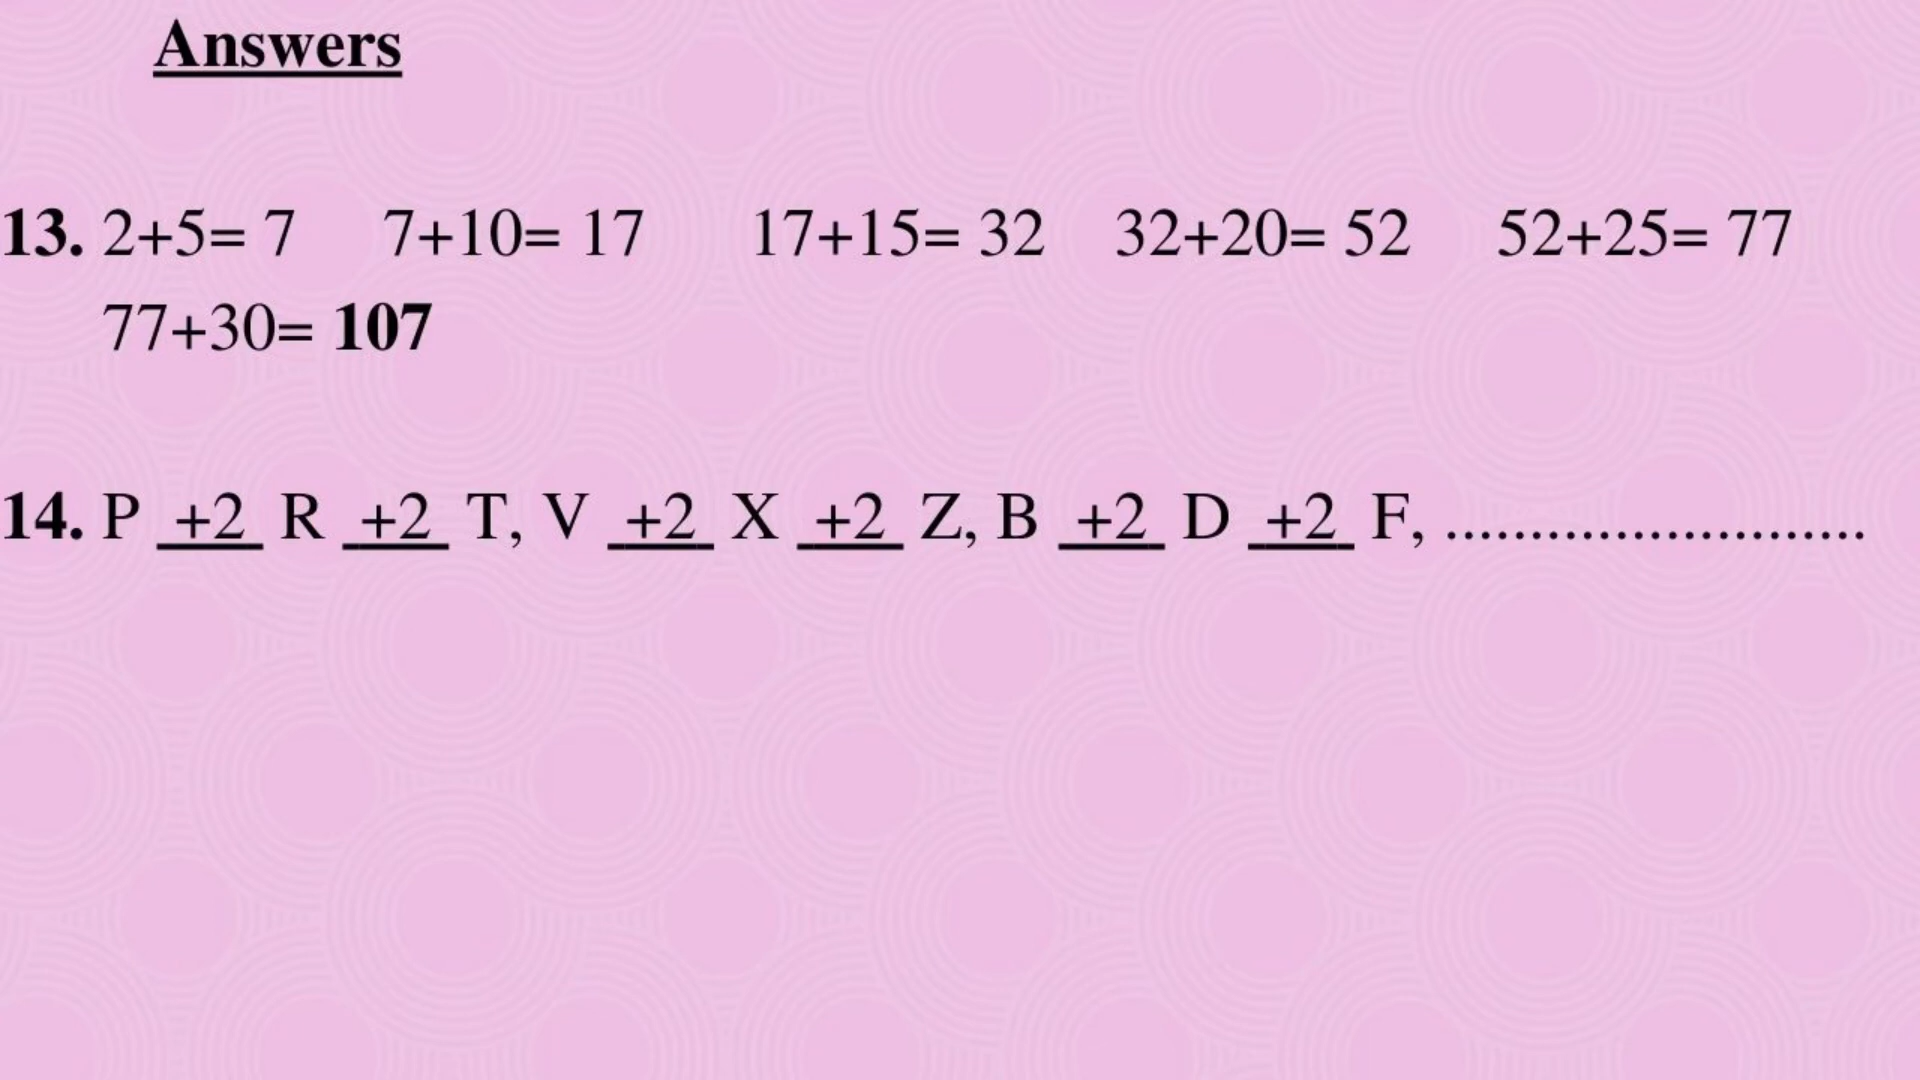 Answers
13. 2+5= 7 7+10= 17 17+15= 32 32+20= 52 52+25= 77
77+30= 107
14. P +2 R +2 T, V +2 X +2 Z, B +2 D +2 F, .........................